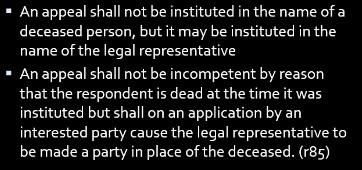 ▪ An appeal shall not be instituted in the name of a
deceased person, but it may be instituted in the
name of the legal representative
▪ An appeal shall not be incompetent by reason
that the respondent is dead at the time it was
instituted but shall on an application by an
interested party cause the legal representative to
be made a party in place of the deceased. (r85)